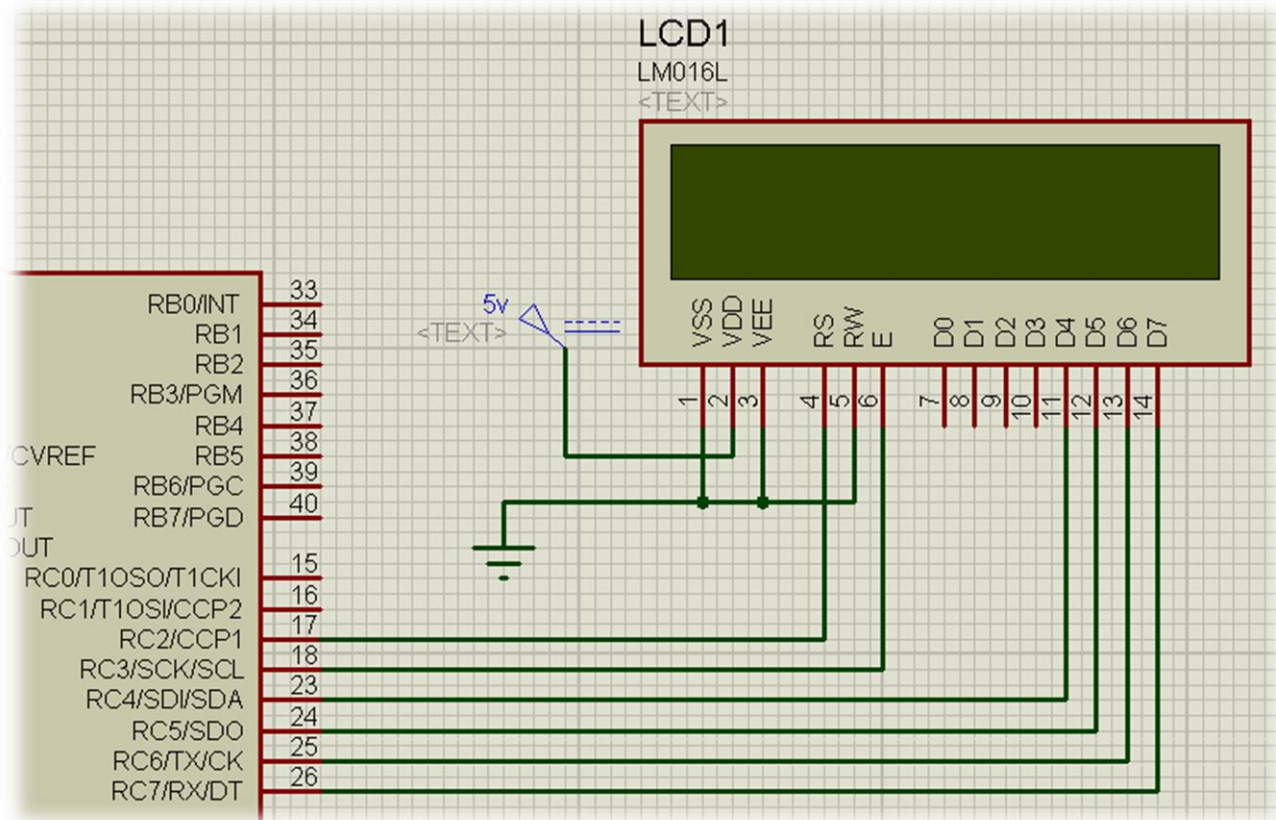 LCD1
LM016L
<TEXT>
5v
<TEXT>
VSS
VDD
VEE
RS
RW
E
D0
D1
D2
D3
D4
D5
D6
D7
1
2
3
4
5
6
7
8
9
10
11
12
13
14
RB0/INT 33
RB1 34
RB2 35
RB3/PGM 36
RB4 37
/CVREF RB5 38
RB6/PGC 39
RB7/PGD 40
UT
OUT
RC0/T1OSO/T1CKI 15
RC1/T1OSI/CCP2 16
RC2/CCP1 17
RC3/SCK/SCL 18
RC4/SDI/SDA 23
RC5/SDO 24
RC6/TX/CK 25
RC7/RX/DT 26